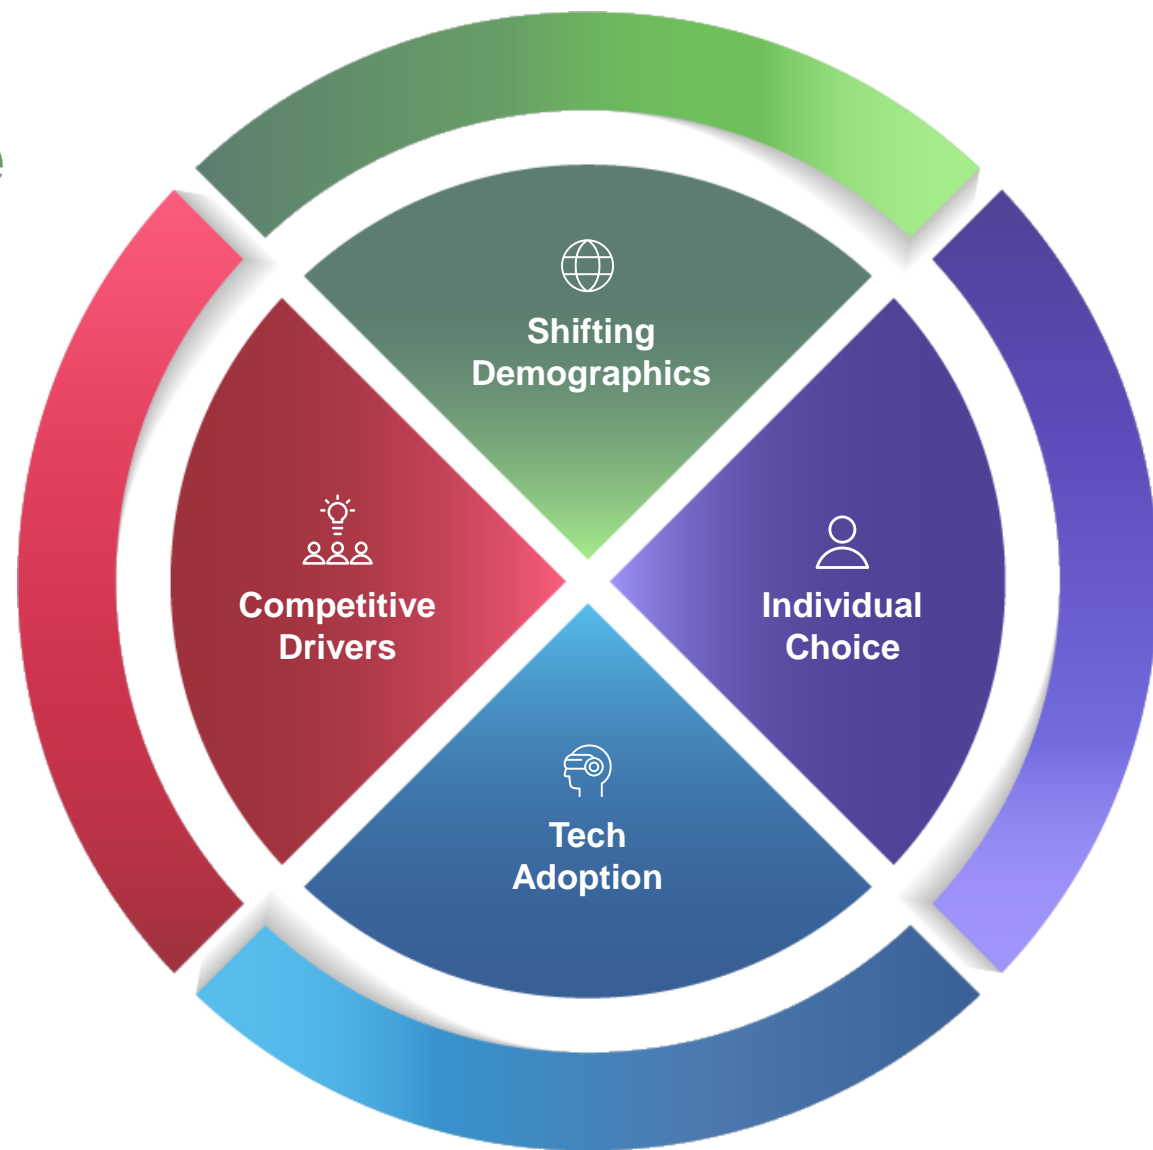 Shifting
Demographics
Competitive
Drivers
Individual
Choice
Tech
Adoption